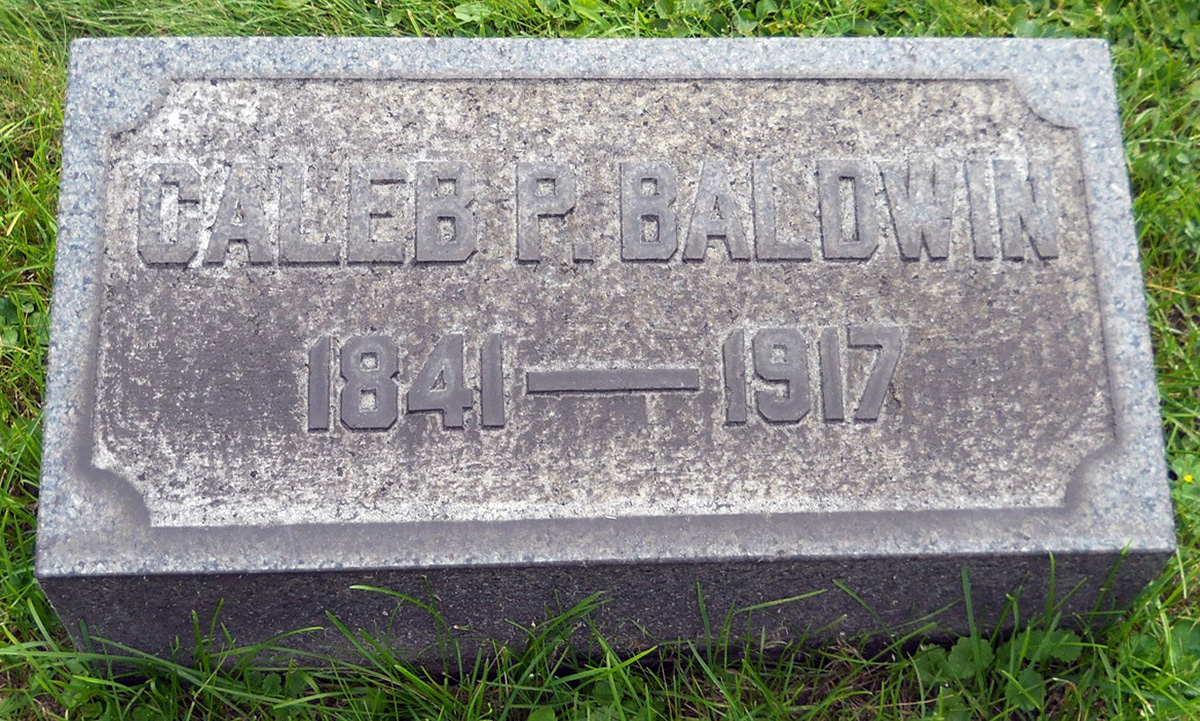 CALEB P. BALDWIN
1841 — 1917